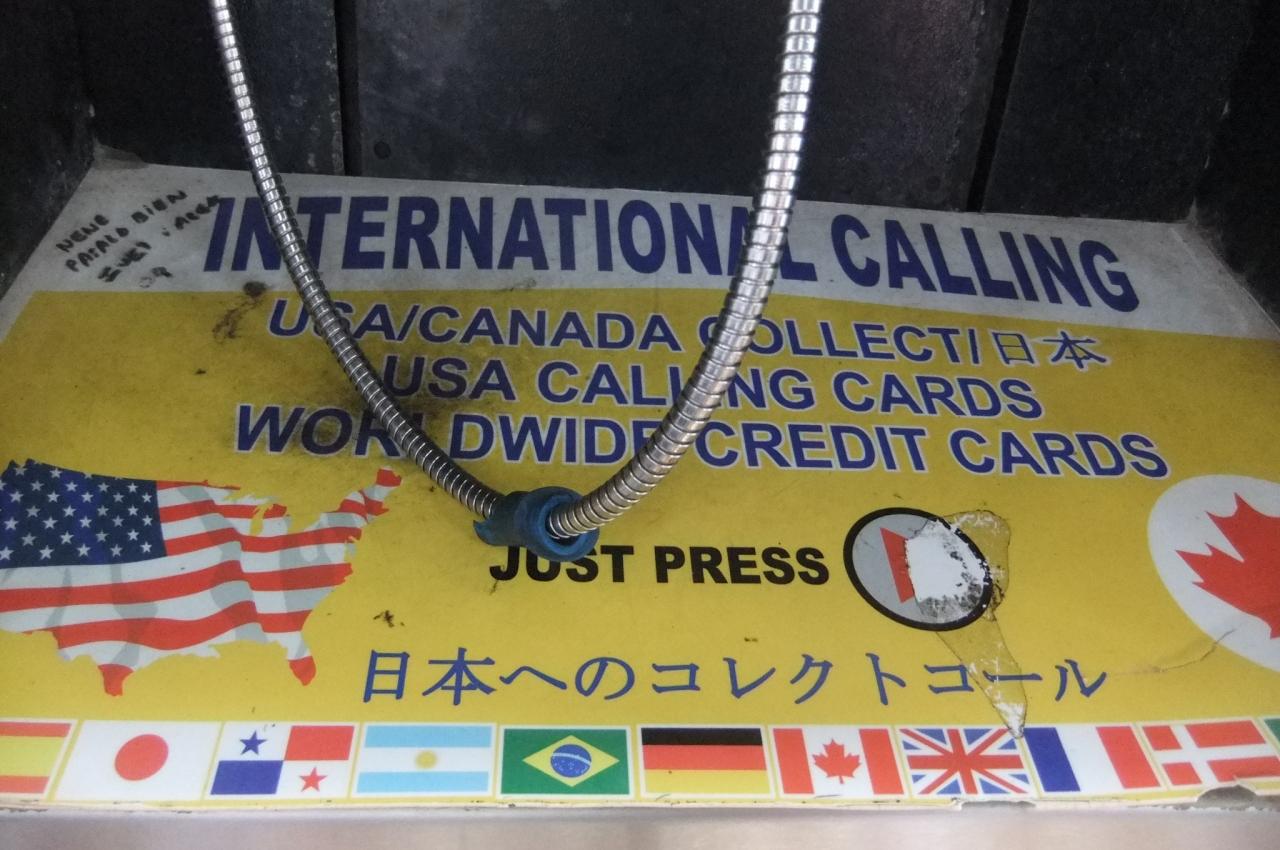 NENE
PASALO BIEN
INTERNATIONAL CALLING
USA/CANADA COLLECT/日本
USA CALLING CARDS
WORLDWIDE CREDIT CARDS
JUST PRESS
日本へのコレクトコール